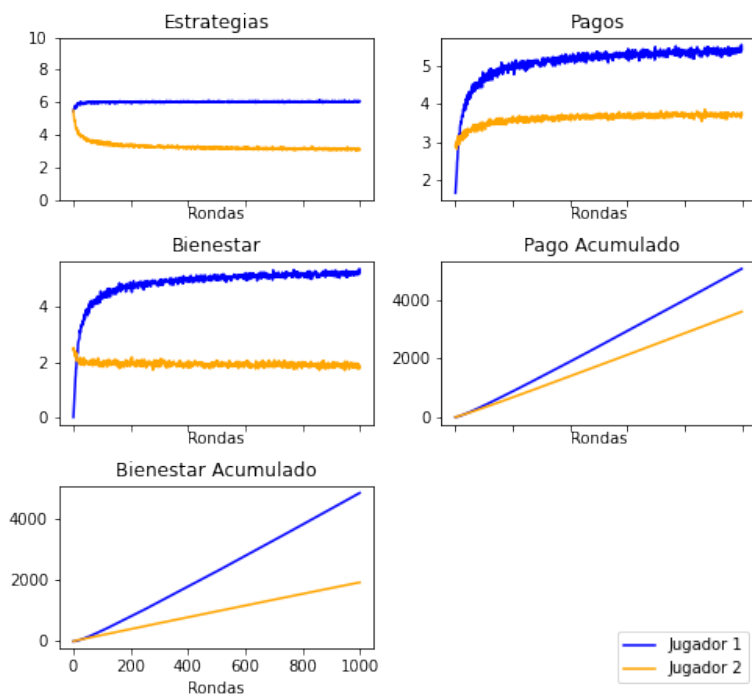 Estrategias
10
8
6
4
2
0
Rondas
Pagos
5
4
3
2
Rondas
Bienestar
4
2
0
Rondas
Pago Acumulado
4000
2000
0
Rondas
Bienestar Acumulado
4000
2000
0
0 200 400 600 800 1000
Rondas
Jugador 1
Jugador 2